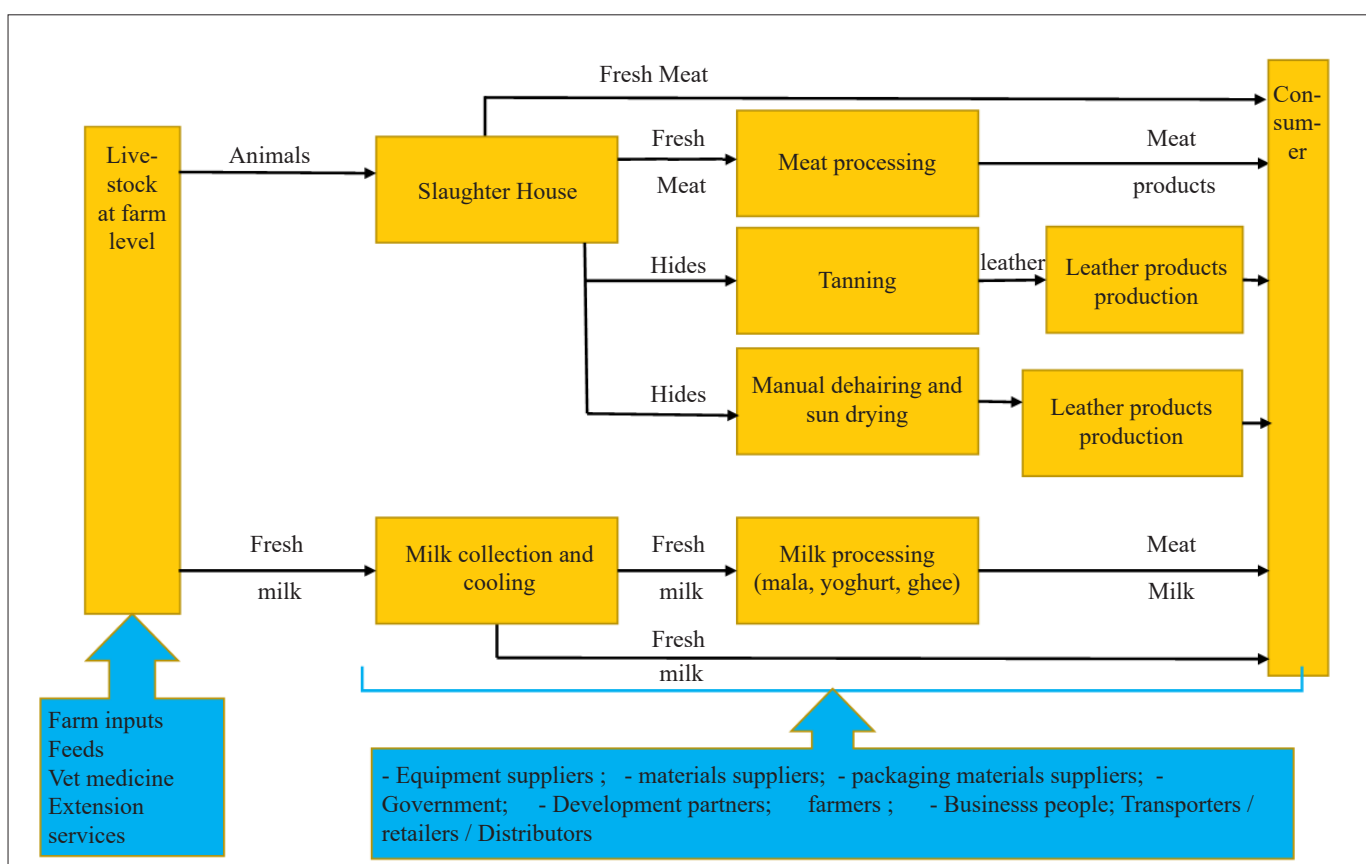 Fresh Meat
Con-
sum-
er
Live-
stock
at farm
level
Animals
Slaughter House
Fresh
Meat
Meat processing
Meat
products
Hides
Tanning
leather
Leather products
production
Hides
Manual dehairing and
sun drying
Leather products
production
Fresh
milk
Milk collection and
cooling
Fresh
milk
Milk processing
(mala, yoghurt, ghee)
Meat
Milk
Fresh
milk
Farm inputs
Feeds
Vet medicine
Extension
services
- Equipment suppliers ; - materials suppliers; - packaging materials suppliers; -
Government; - Development partners; farmers ; - Businesss people; Transporters /
retailers / Distributors